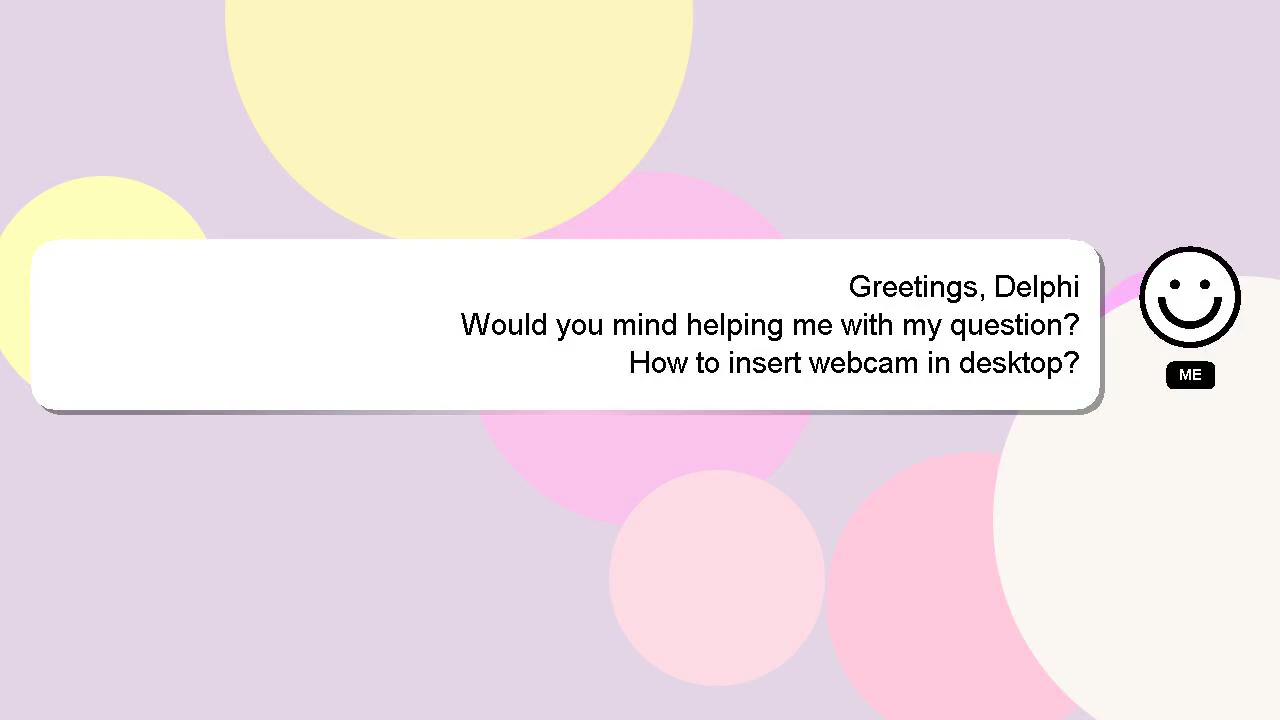 Greetings, Delphi
Would you mind helping me with my question?
How to insert webcam in desktop?
ME